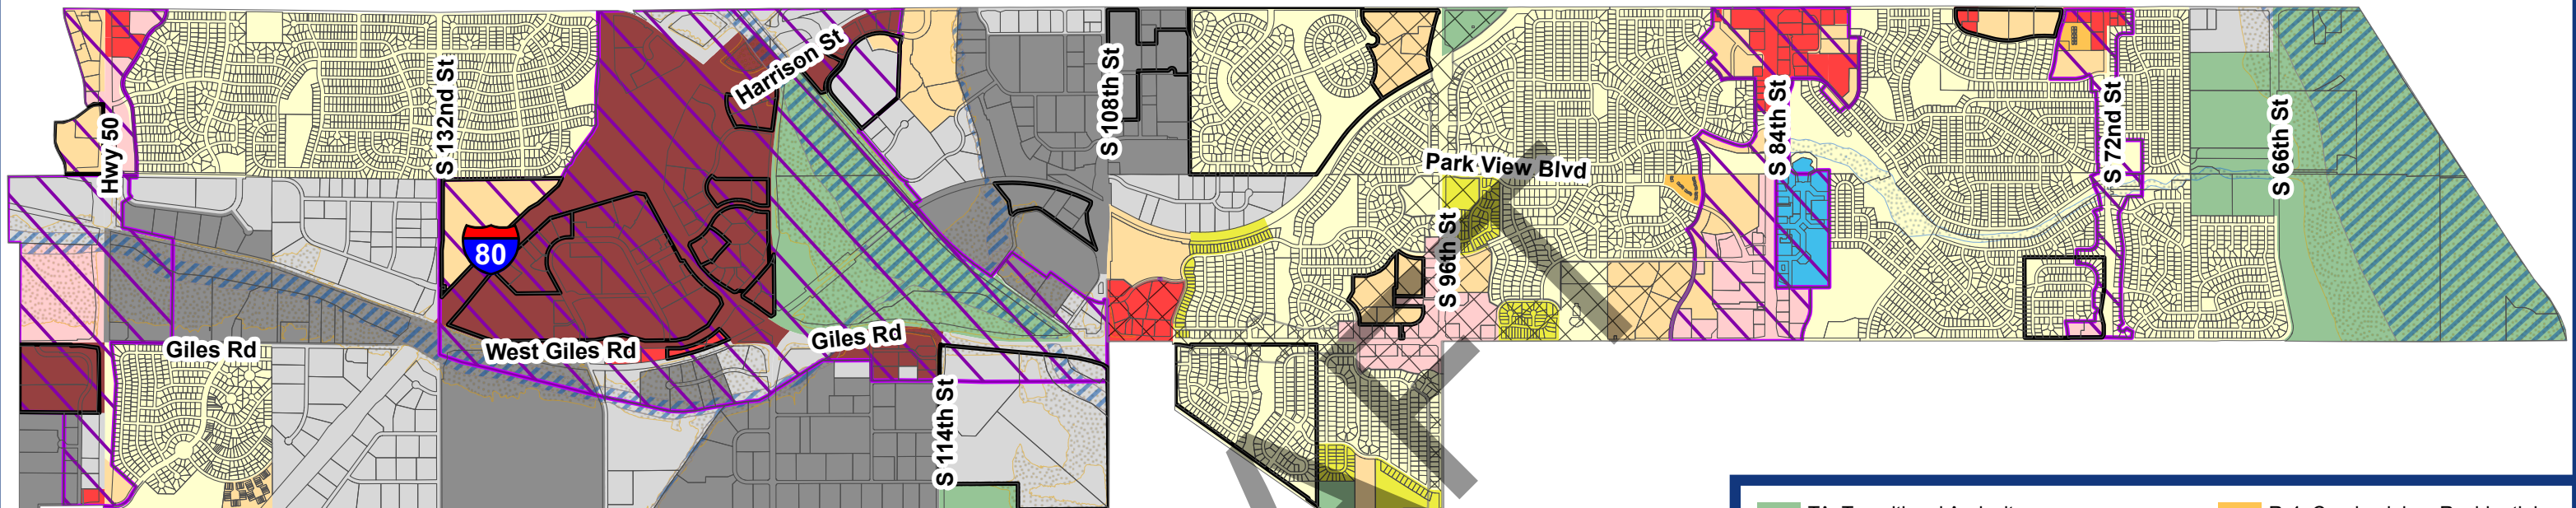 Harrison St
S 132nd St
S 108th St
Hwy 50
S 84th St
S 72nd St
S 66th St
Park View Blvd
80
S 96th St
Giles Rd
West Giles Rd
Giles Rd
S 114th St